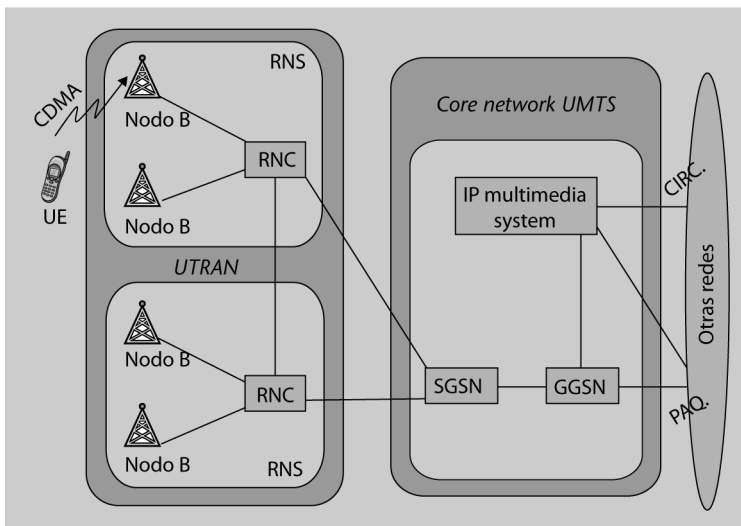 RNS
CDMA
Nodo B
RNC
Nodo B
UE
UTRAN
Nodo B
RNC
Nodo B
RNS
Core network UMTS
IP multimedia
system
SGSN
GGSN
CIRC.
PAQ.
Otras redes